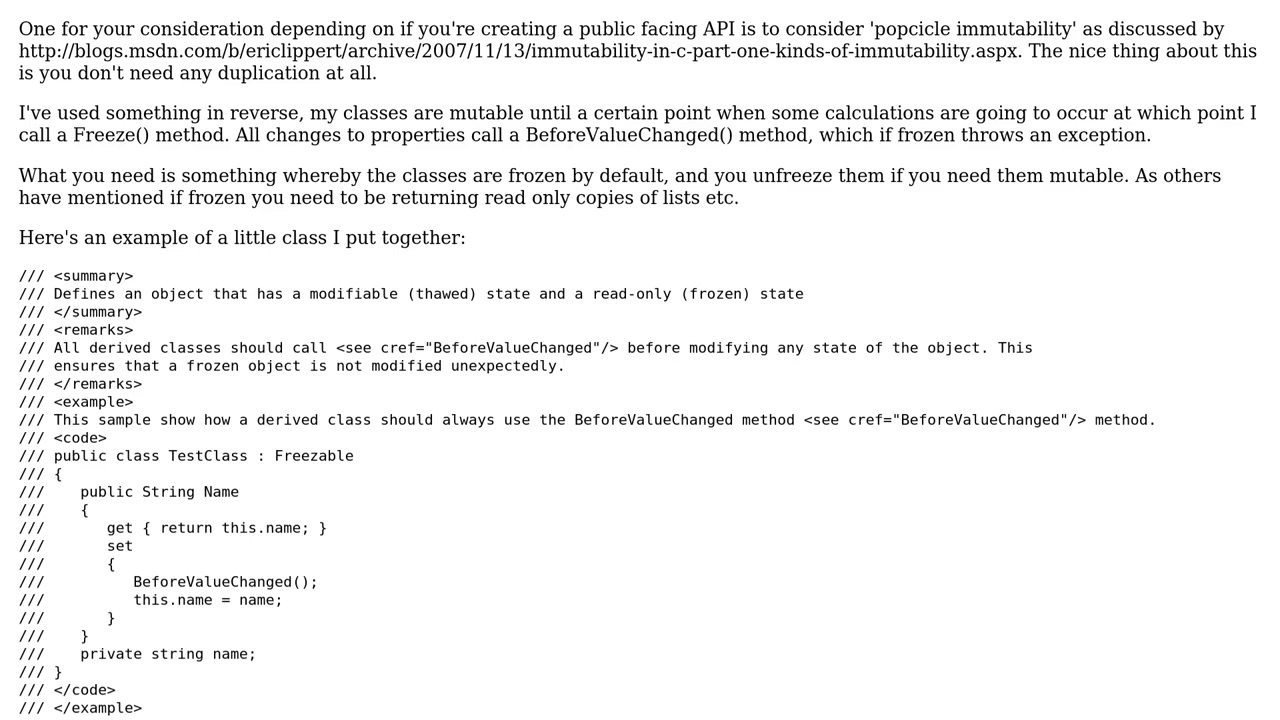 One for your consideration depending on if you're creating a public facing API is to consider 'popcicle immutability' as discussed by
http://blogs.msdn.com/b/ericlippert/archive/2007/11/13/immutability-in-c-part-one-kinds-of-immutability.aspx. The nice thing about this
is you don't need any duplication at all.
I've used something in reverse, my classes are mutable until a certain point when some calculations are going to occur at which point I
call a Freeze() method. All changes to properties call a BeforeValueChanged() method, which if frozen throws an exception.
What you need is something whereby the classes are frozen by default, and you unfreeze them if you need them mutable. As others
have mentioned if frozen you need to be returning read only copies of lists etc.
Here's an example of a little class I put together:
/// <summary>
/// Defines an object that has a modifiable (thawed) state and a read-only (frozen) state
/// </summary>
/// <remarks>
/// All derived classes should call <see cref="BeforeValueChanged"/> before modifying any state of the object. This
/// ensures that a frozen object is not modified unexpectedly.
/// </remarks>
/// <example>
/// This sample show how a derived class should always use the BeforeValueChanged method <see cref="BeforeValueChanged"/> method.
/// <code>
/// public class TestClass : Freezable
/// {
///    public String Name
///    {
///       get { return this.name; }
///       set
///       {
///          BeforeValueChanged();
///          this.name = name;
///       }
///    }
///    private string name;
/// }
/// </code>
/// </example>